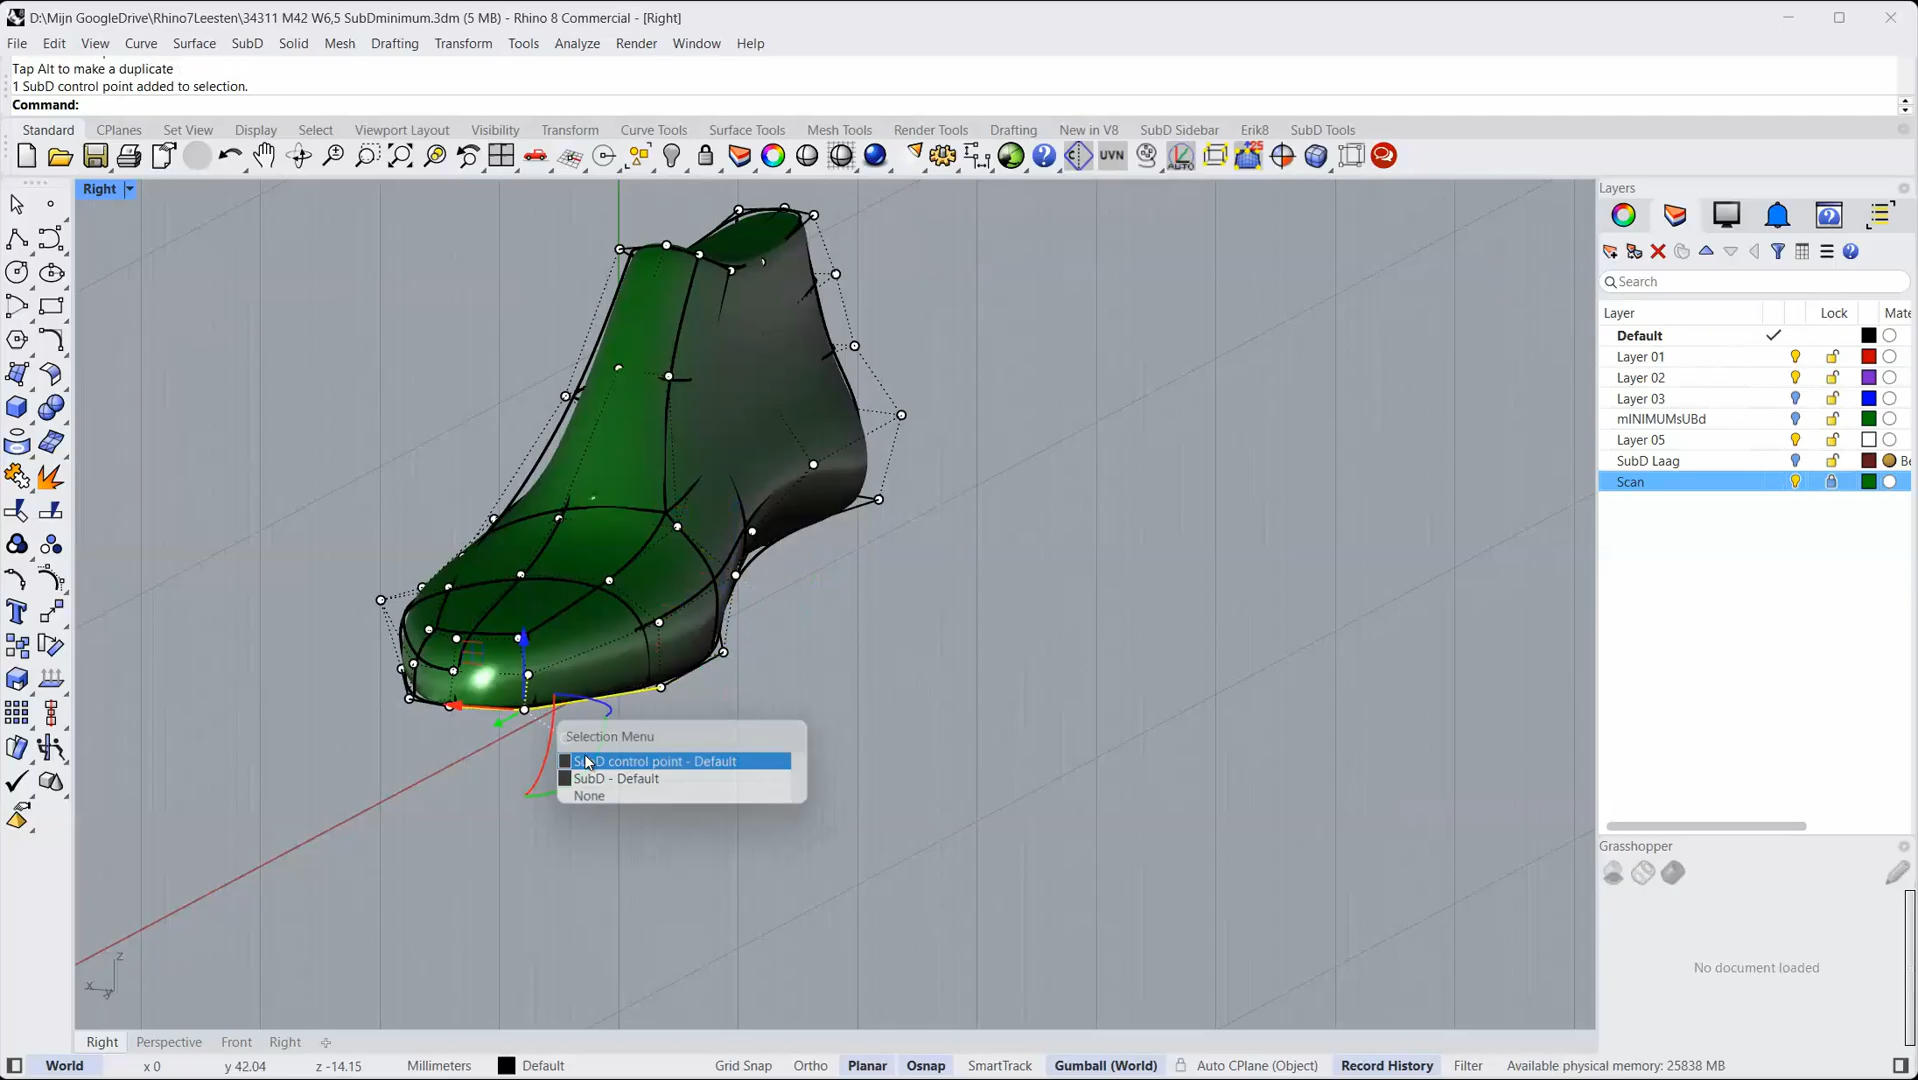 D:\Mijn GoogleDrive\Rhino7Leesten\34311 M42 W6,5 SubDminimum.3dm (5 MB) - Rhino 8 Commercial - [Right]
File Edit View Curve Surface SubD Solid Mesh Drafting Transform Tools Analyze Render Window Help
Tap Alt to make a duplicate
1 SubD control point added to selection.
Command:
Standard CPlanes Set View Display Select Viewport Layout Visibility Transform Curve Tools Surface Tools Mesh Tools Render Tools Drafting New in V8 SubD Sidebar Erik8 SubD Tools
UVN
AUTO
125
Right
Layers
Search
Layer Lock Mate
Default
Layer 01
Layer 02
Layer 03
mINIMUMsUBd
Layer 05
SubD Laag Be
Scan
Selection Menu
SubD control point - Default
SubD - Default
None
Grasshopper
No document loaded
z
x
y
Right Perspective Front Right
World x 0 y 42.04 z -14.15 Millimeters Default Grid Snap Ortho Planar Osnap SmartTrack Gumball (World) Auto CPlane (Object) Record History Filter Available physical memory: 25838 MB